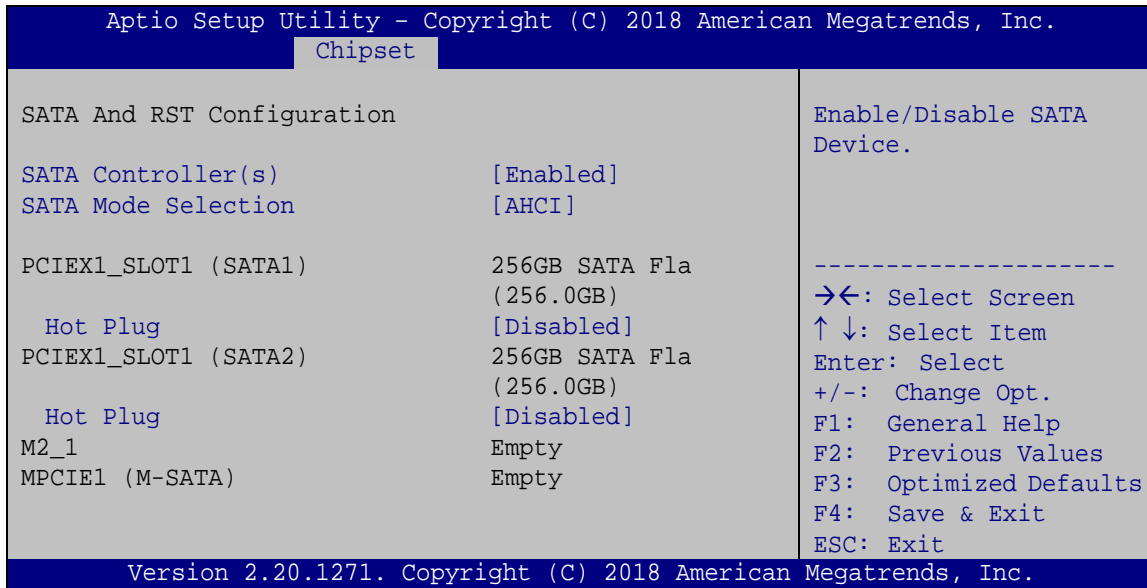 Aptio Setup Utility – Copyright (C) 2018 American Megatrends, Inc.
Chipset
SATA And RST Configuration
SATA Controller(s) [Enabled]
SATA Mode Selection [AHCI]
PCIEX1_SLOT1 (SATA1) 256GB SATA Fla
(256.0GB)
Hot Plug [Disabled]
PCIEX1_SLOT1 (SATA2) 256GB SATA Fla
(256.0GB)
Hot Plug [Disabled]
M2_1 Empty
MPCIE1 (M-SATA) Empty
Enable/Disable SATA
Device.
---------------------
→←: Select Screen
↑ ↓: Select Item
Enter: Select
+/-: Change Opt.
F1: General Help
F2: Previous Values
F3: Optimized Defaults
F4: Save & Exit
ESC: Exit
Version 2.20.1271. Copyright (C) 2018 American Megatrends, Inc.